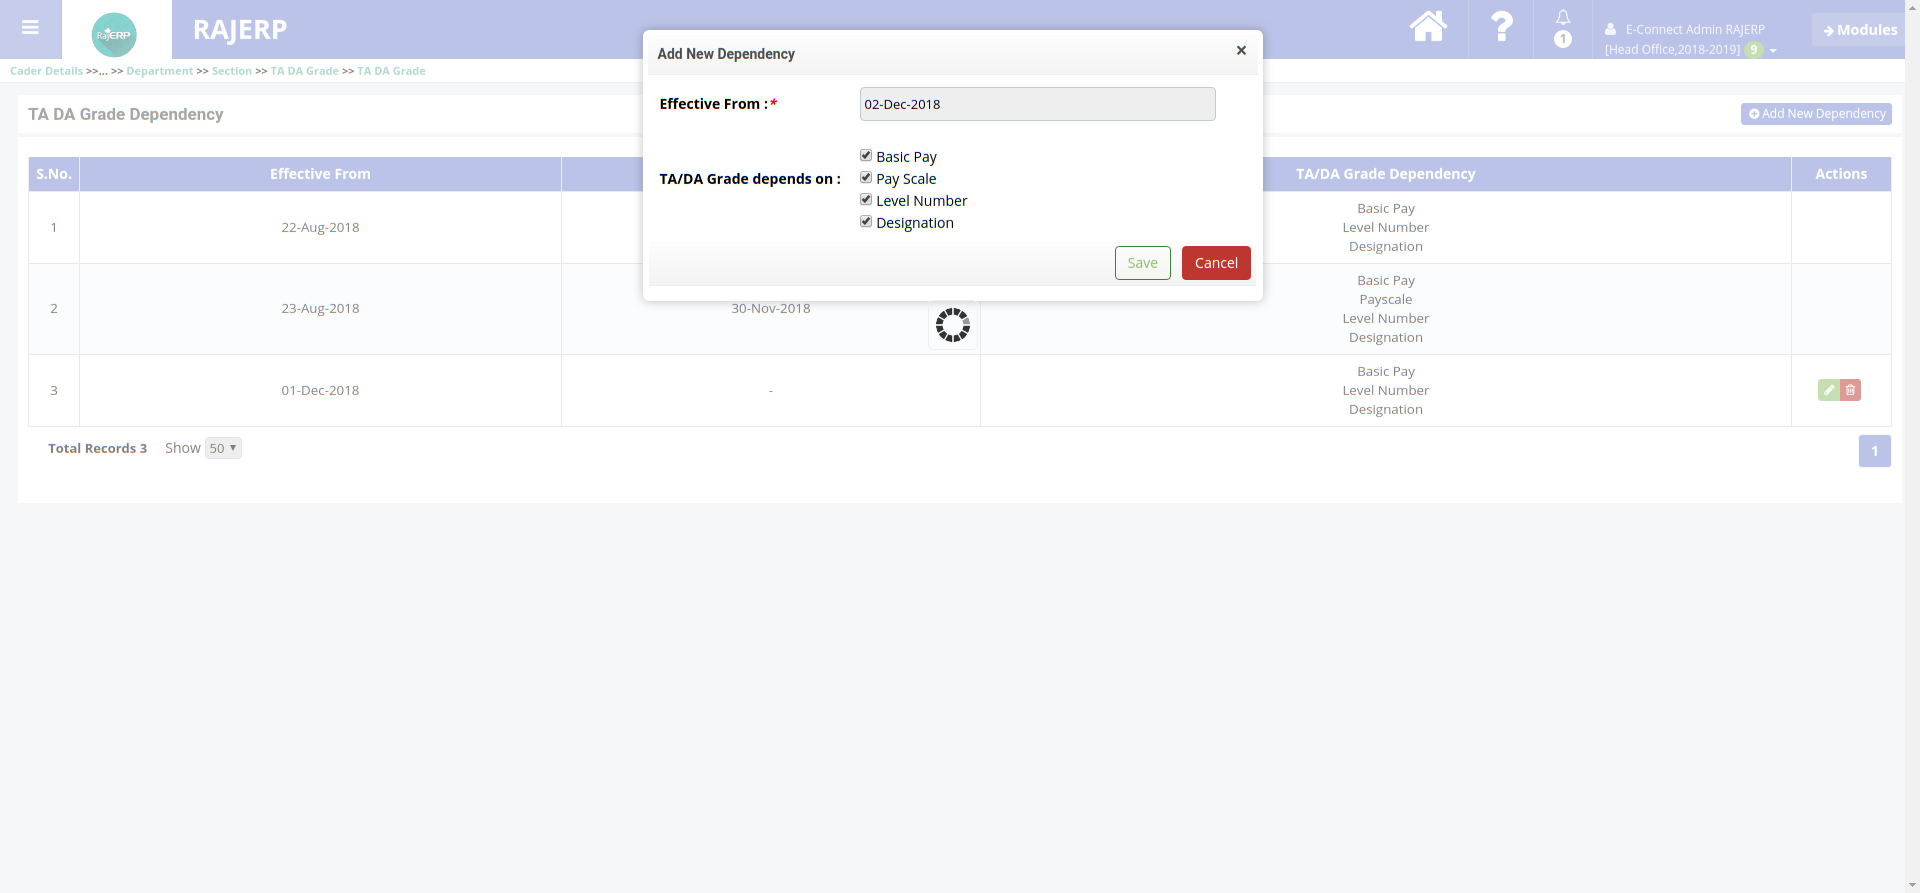 RajERP
RAJERP
1
E-Connect Admin RAJERP
[Head Office,2018-2019] 9
Modules
Cader Details >>... >> Department >> Section >> TA DA Grade >> TA DA Grade
Add New Dependency
×
Effective From :*
02-Dec-2018
TA/DA Grade depends on :
Basic Pay
Pay Scale
Level Number
Designation
Save
Cancel
TA DA Grade Dependency
Add New Dependency
S.No.
Effective From
TA/DA Grade Dependency
Actions
1
22-Aug-2018
Basic Pay
Level Number
Designation
2
23-Aug-2018
30-Nov-2018
Basic Pay
Payscale
Level Number
Designation
3
01-Dec-2018
-
Basic Pay
Level Number
Designation
Total Records 3
Show 50
1